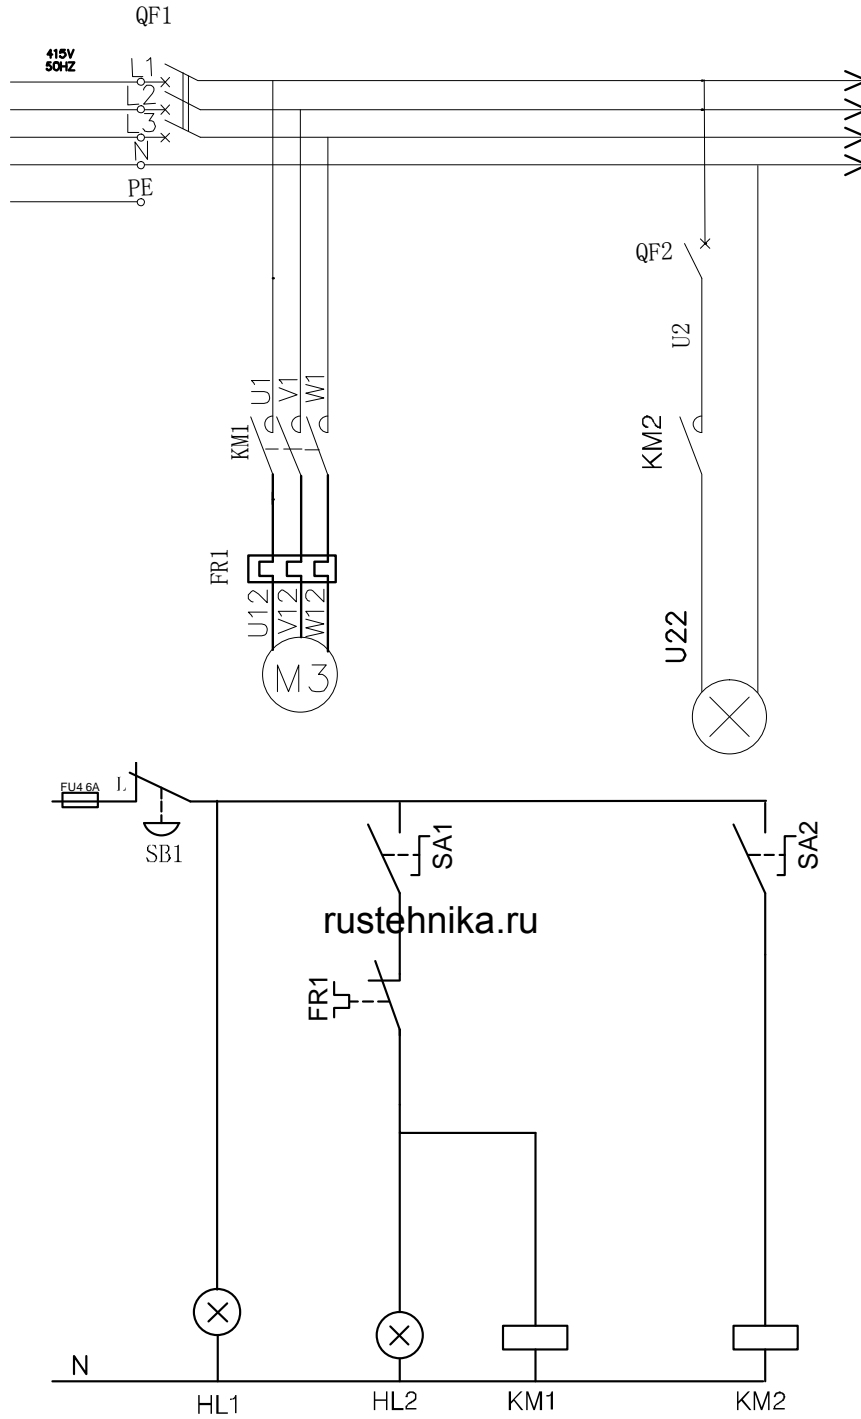 QF1
415V
50HZ
L1
L2
L3
N
PE
QF2
U2
U1
V1
W1
KM1
KM2
FR1
U12
V12
W12
U22
M3
FU4 6A
L
SB1
SA1
SA2
rustehnika.ru
FR1
N
HL1
HL2
KM1
KM2